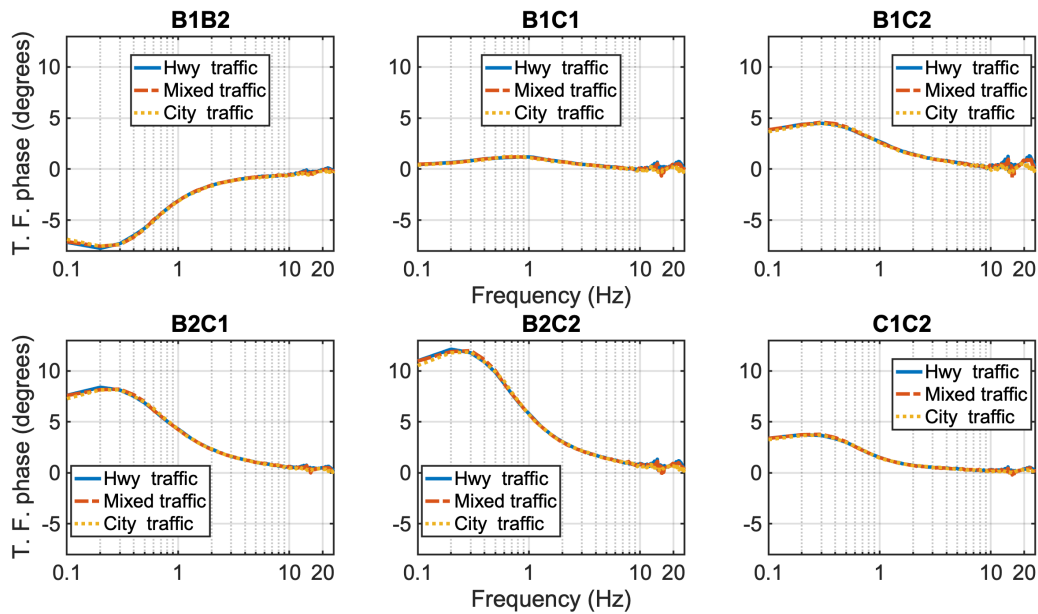 B1B2
B1C1
B1C2
T. F. phase (degrees)
10
5
0
-5
Hwy traffic
Mixed traffic
City traffic
0.1
1
10
20
10
5
0
-5
Hwy traffic
Mixed traffic
City traffic
0.1
1
10
20
Frequency (Hz)
10
5
0
-5
Hwy traffic
Mixed traffic
City traffic
0.1
1
10
20
B2C1
B2C2
C1C2
T. F. phase (degrees)
10
5
0
-5
Hwy traffic
Mixed traffic
City traffic
0.1
1
10
20
10
5
0
-5
Hwy traffic
Mixed traffic
City traffic
0.1
1
10
20
Frequency (Hz)
10
5
0
-5
Hwy traffic
Mixed traffic
City traffic
0.1
1
10
20